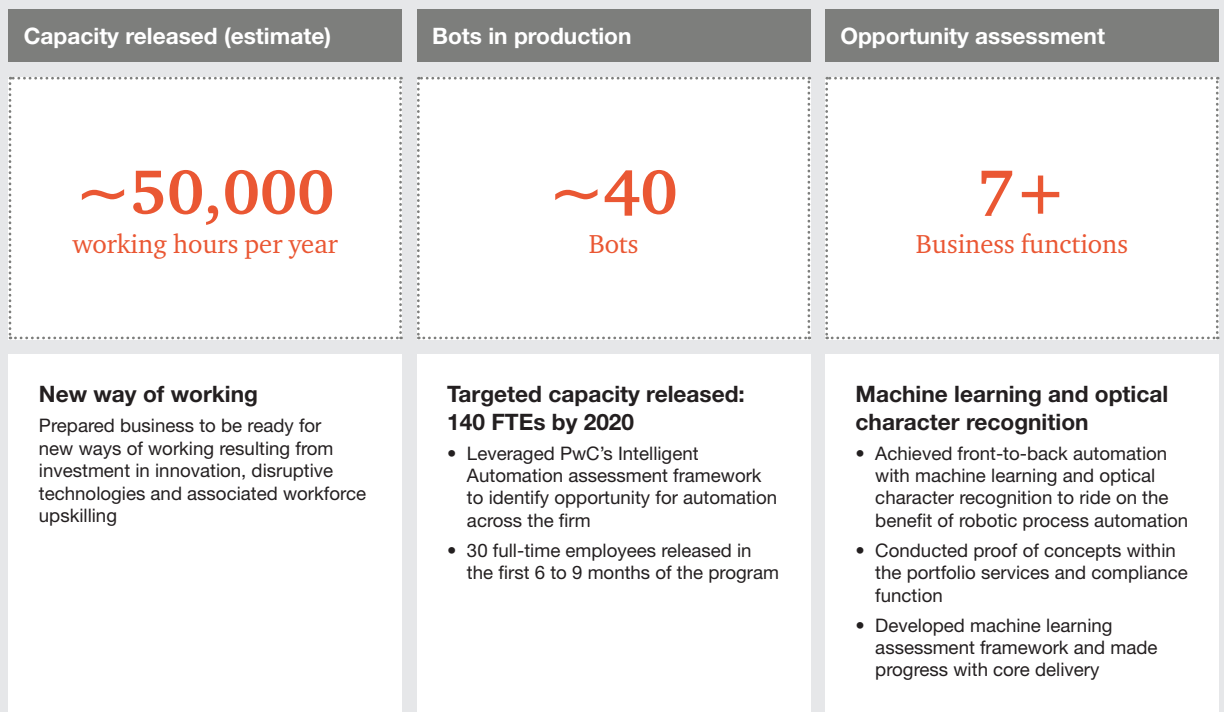 Capacity released (estimate)
~50,000
working hours per year
New way of working
Prepared business to be ready for
new ways of working resulting from
investment in innovation, disruptive
technologies and associated workforce
upskilling
Bots in production
~40
Bots
Targeted capacity released:
140 FTEs by 2020
• Leveraged PwC's Intelligent
Automation assessment framework
to identify opportunity for automation
across the firm
• 30 full-time employees released in
the first 6 to 9 months of the program
Opportunity assessment
7+
Business functions
Machine learning and optical
character recognition
• Achieved front-to-back automation
with machine learning and optical
character recognition to ride on the
benefit of robotic process automation
• Conducted proof of concepts within
the portfolio services and compliance
function
• Developed machine learning
assessment framework and made
progress with core delivery